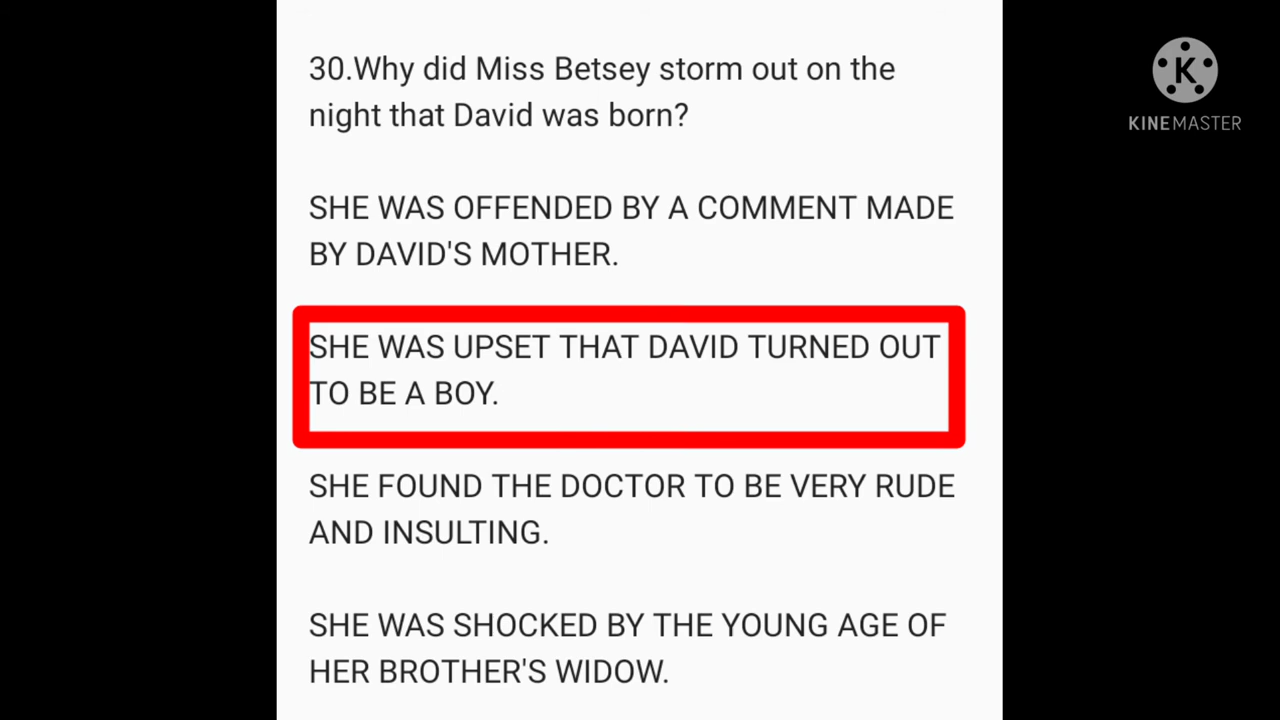 30.Why did Miss Betsey storm out on the
night that David was born?
SHE WAS OFFENDED BY A COMMENT MADE
BY DAVID'S MOTHER.
SHE WAS UPSET THAT DAVID TURNED OUT
TO BE A BOY.
SHE FOUND THE DOCTOR TO BE VERY RUDE
AND INSULTING.
SHE WAS SHOCKED BY THE YOUNG AGE OF
HER BROTHER'S WIDOW.
K
KINEMASTER